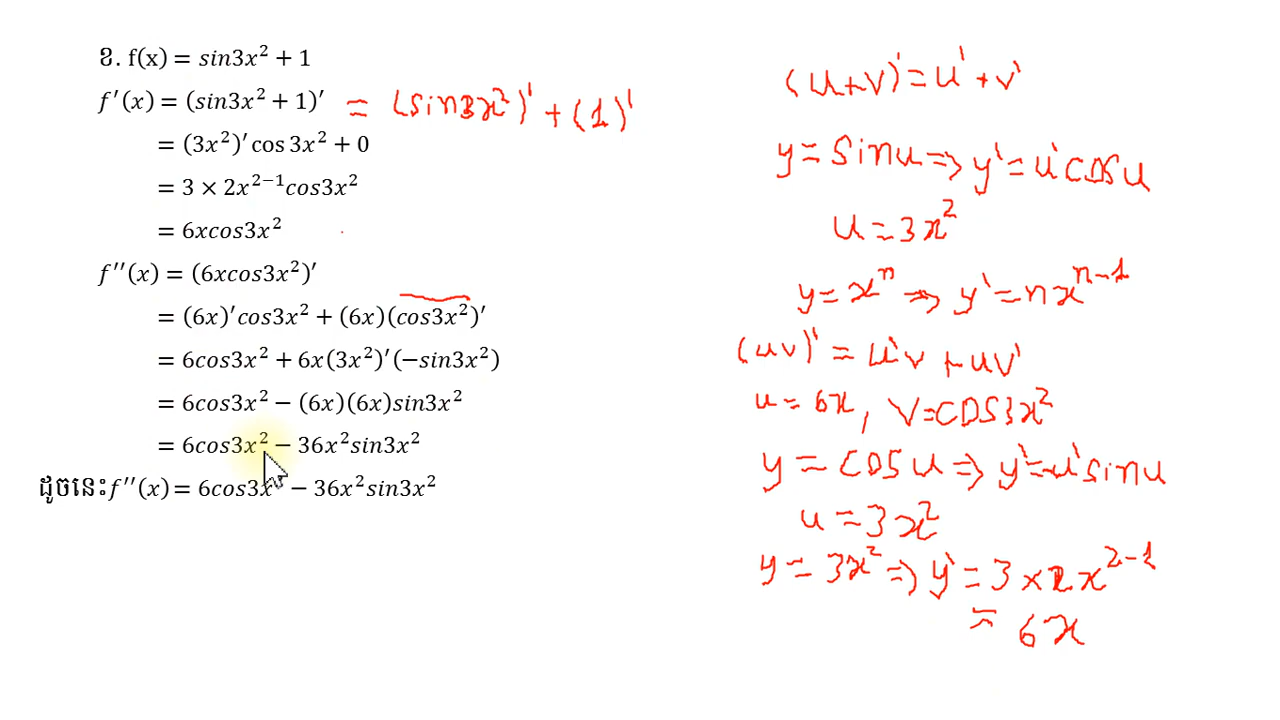 ខ. f(x) = sin3x² + 1
f′(x) = (sin3x² + 1)′ = (sin3x²)' + (1)'
= (3x²)′ cos 3x² + 0
= 3 × 2x²⁻¹cos3x²
= 6xcos3x²
f′′(x) = (6xcos3x²)′
= (6x)′cos3x² + (6x)(cos3x²)′
= 6cos3x² + 6x(3x²)′(−sin3x²)
= 6cos3x² − (6x)(6x)sin3x²
= 6cos3x² − 36x²sin3x²
ដូចនេះ f′′(x) = 6cos3x² − 36x²sin3x²
(u+v)' = u' + v'
y = sinu ⇒ y' = u'cosu
u = 3x²
y = xⁿ ⇒ y' = nxⁿ⁻¹
(uv)' = u'v + uv'
u = 6x, v = cos3x²
y = cosu ⇒ y' = -u'sinu
u = 3x²
y = 3x² ⇒ y' = 3 × 2x²⁻¹
= 6x